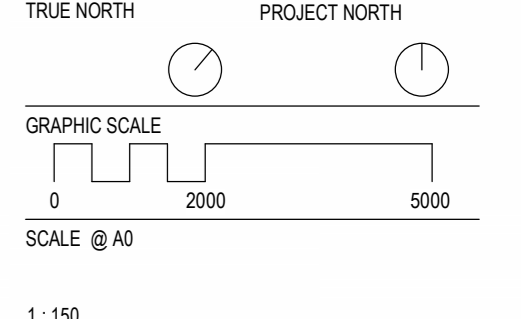 TRUE NORTH PROJECT NORTH
GRAPHIC SCALE
0 2000 5000
SCALE @ A0
1 : 150